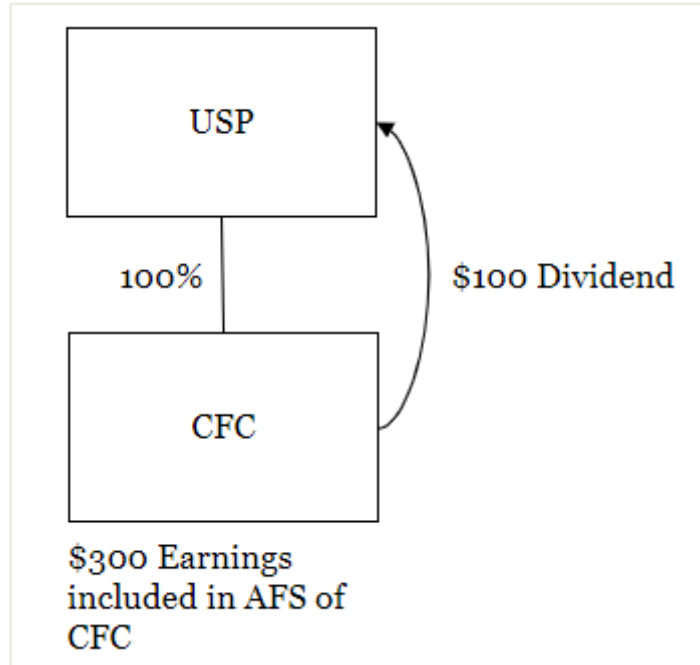 USP
100%
$100 Dividend
CFC
$300 Earnings
included in AFS of
CFC